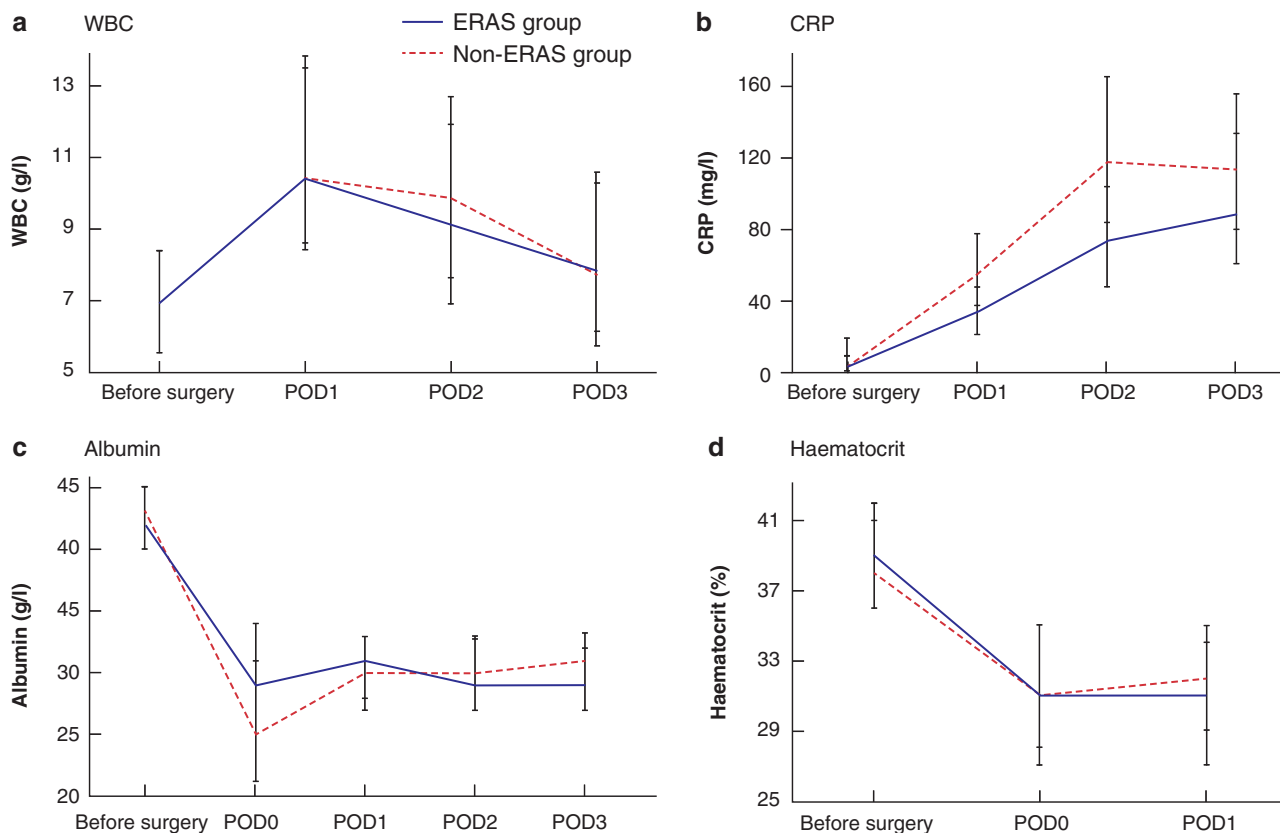 a WBC
ERAS group
Non-ERAS group
13
11
9
7
5
WBC (g/l)
Before surgery POD1 POD2 POD3
b CRP
160
120
80
40
0
CRP (mg/l)
Before surgery POD1 POD2 POD3
c Albumin
45
40
45
30
25
20
Albumin (g/l)
Before surgery POD0 POD1 POD2 POD3
d Haematocrit
41
37
33
29
25
Haematocrit (%)
Before surgery POD0 POD1